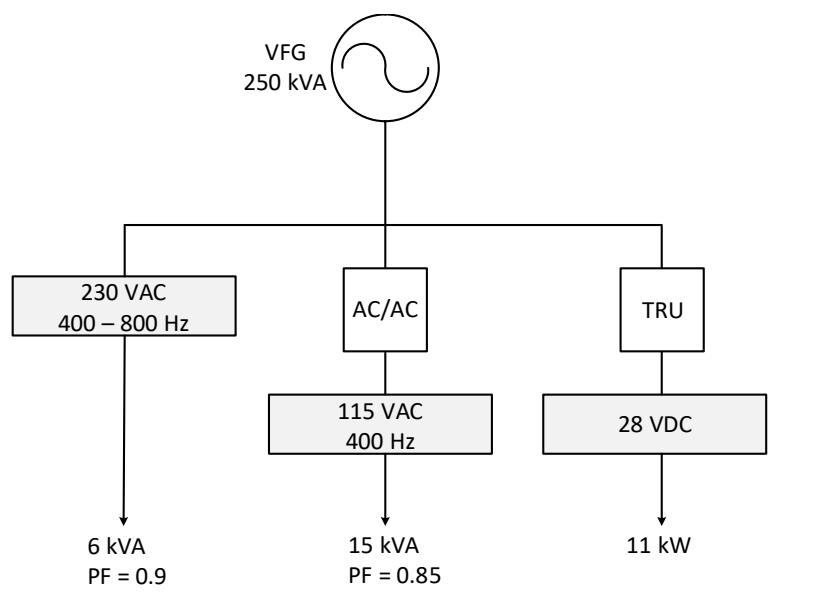 VFG
250 kVA
230 VAC
400 – 800 Hz
AC/AC
TRU
115 VAC
400 Hz
28 VDC
6 kVA
PF = 0.9
15 kVA
PF = 0.85
11 kW